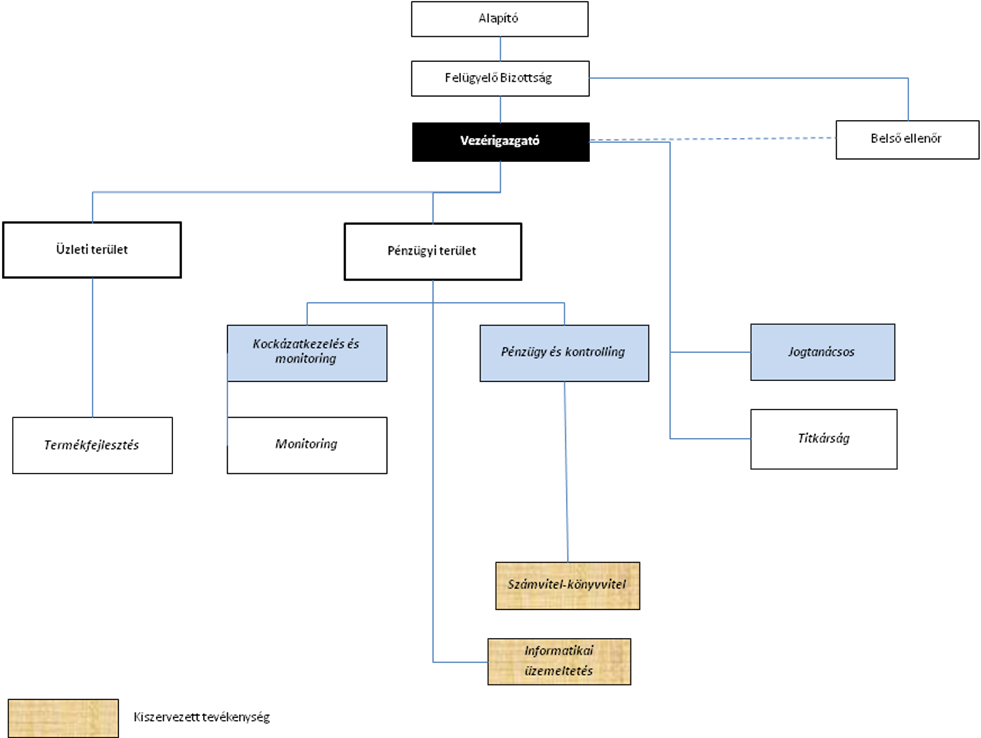 Alapító
Felügyelő Bizottság
Vezérigazgató
Belső ellenőr
Üzleti terület
Pénzügyi terület
Kockázatkezelés és
monitoring
Pénzügy és kontrolling
Jogtanácsos
Termékfejlesztés
Monitoring
Titkárság
Számvitel-könyvvitel
Informatikai
üzemeltetés
Kiszervezett tevékenység